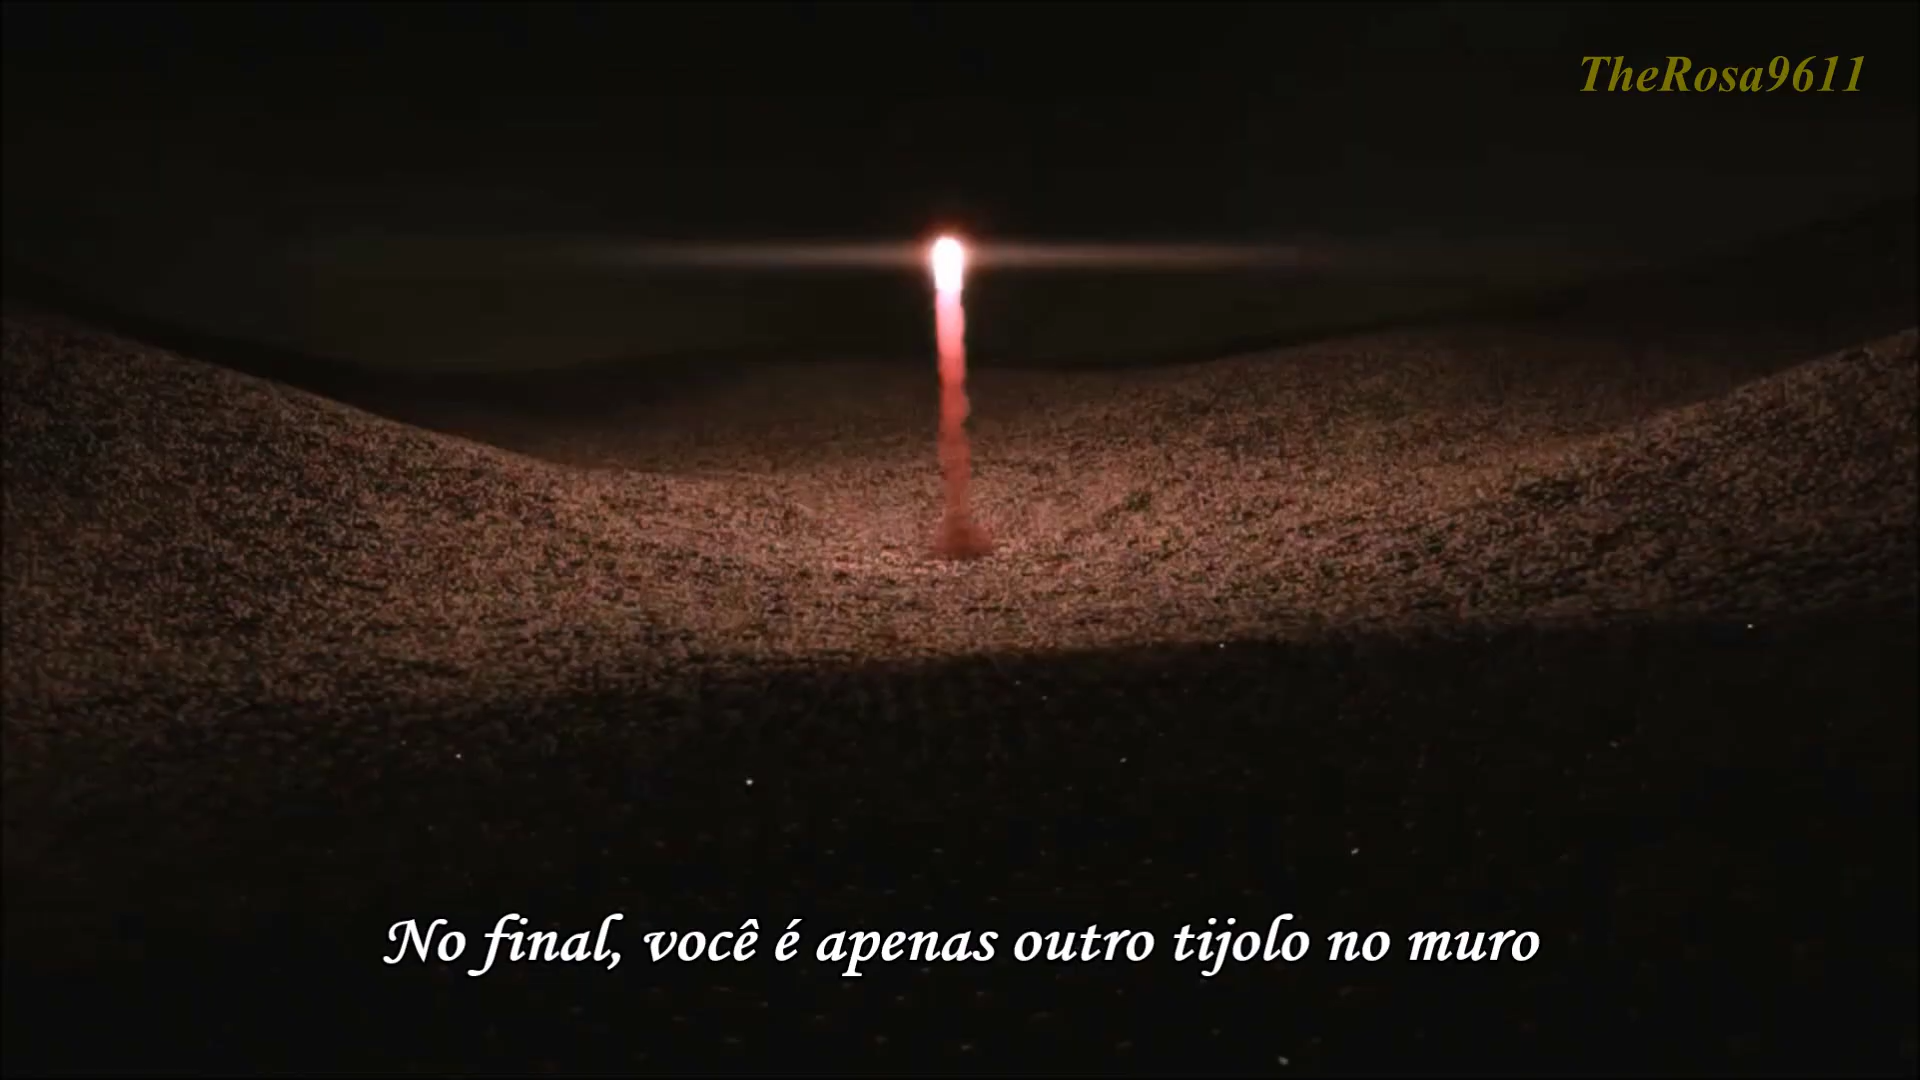 TheRosa9611
No final, você é apenas outro tijolo no muro